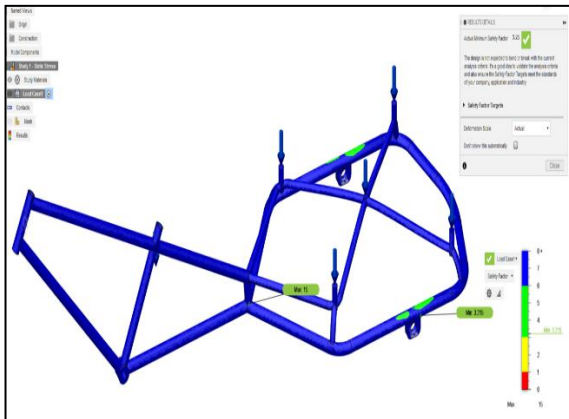 Named Views
Origin
Construction
Model Components
Study 1 - Static Stress
Study Materials
Load Case1
Contacts
Mesh
Results
RESULTS DETAILS
Actual Minimum Safety Factor
The design is not expected to bend or break with the current
analysis criteria. It's a good idea to validate the analysis criteria
and also ensure the Safety Factor Targets meet the standards
of your company, application and industry.
Safety Factor Targets
Deformation Scale Actual
Don't show this automatically
Close
Load Case1
Safety Factor
8+
6
5
4
3
2
1
0
Max 15
Max: 15